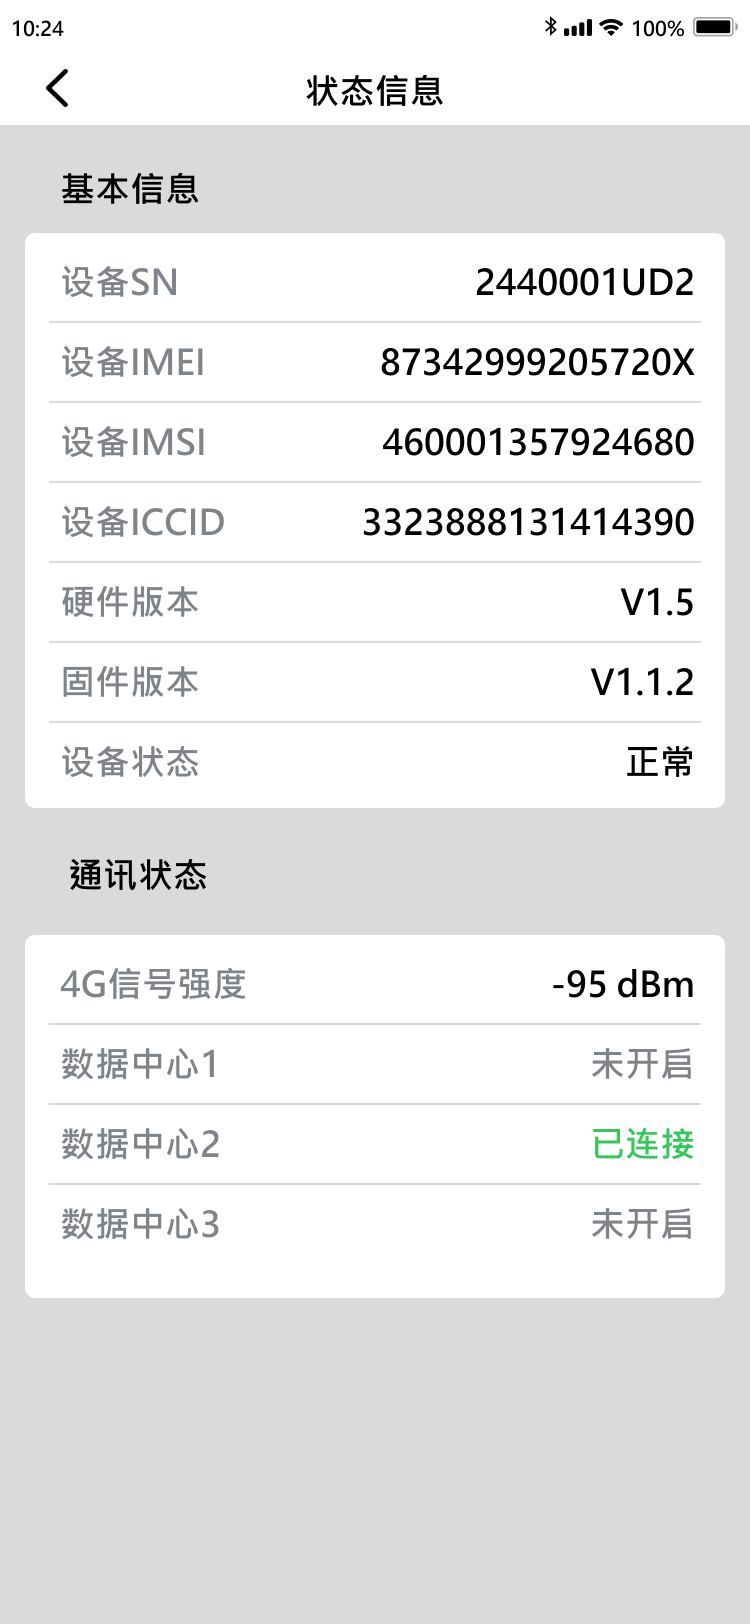 10:24 100%
状态信息
基本信息
设备SN 2440001UD2
设备IMEI 87342999205720X
设备IMSI 460001357924680
设备ICCID 3323888131414390
硬件版本 V1.5
固件版本 V1.1.2
设备状态 正常
通讯状态
4G信号强度 -95 dBm
数据中心1 未开启
数据中心2 已连接
数据中心3 未开启